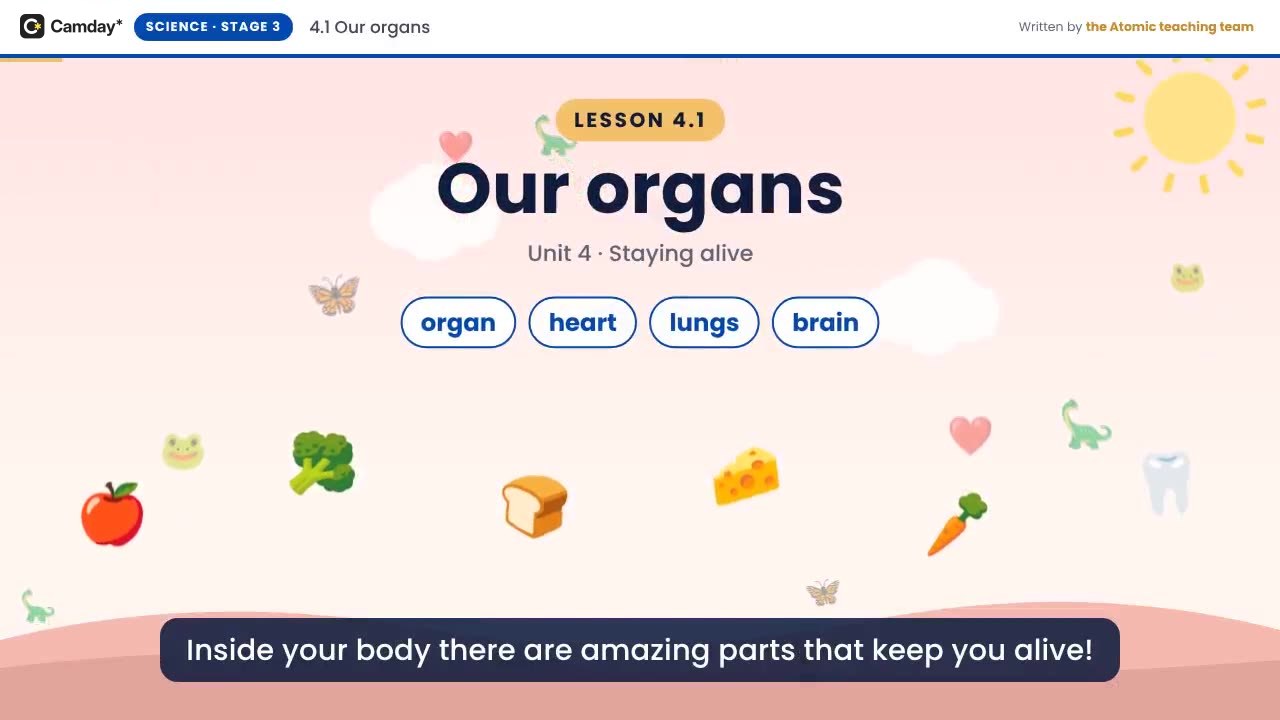 Camday*
SCIENCE · STAGE 3
4.1 Our organs
Written by the Atomic teaching team
LESSON 4.1
Our organs
Unit 4 · Staying alive
organ
heart
lungs
brain
Inside your body there are amazing parts that keep you alive!